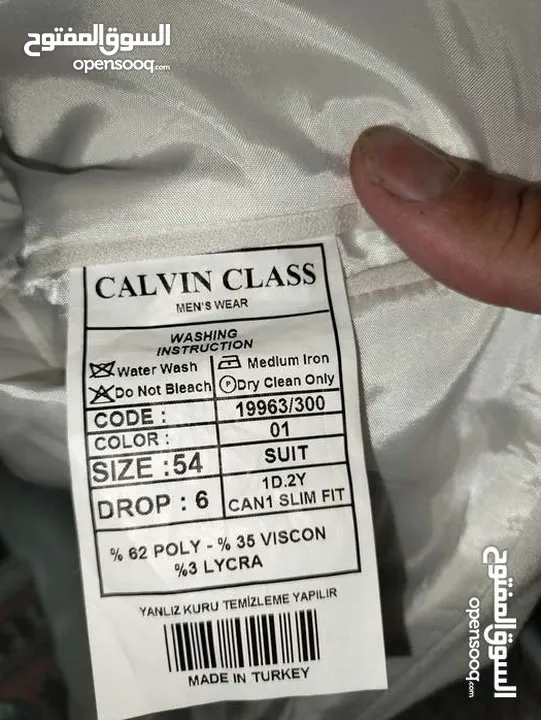 السوق المفتوح
opensooq.com
CALVIN CLASS
MEN'S WEAR
WASHING
INSTRUCTION
Water Wash
Medium Iron
Do Not Bleach
P Dry Clean Only
CODE :
19963/300
COLOR :
01
SIZE :54
SUIT
DROP : 6
1D.2Y
CAN1 SLIM FIT
% 62 POLY - % 35 VISCON
%3 LYCRA
YANLIZ KURU TEMİZLEME YAPILIR
MADE IN TURKEY
السوق المفتوح
opensooq.com